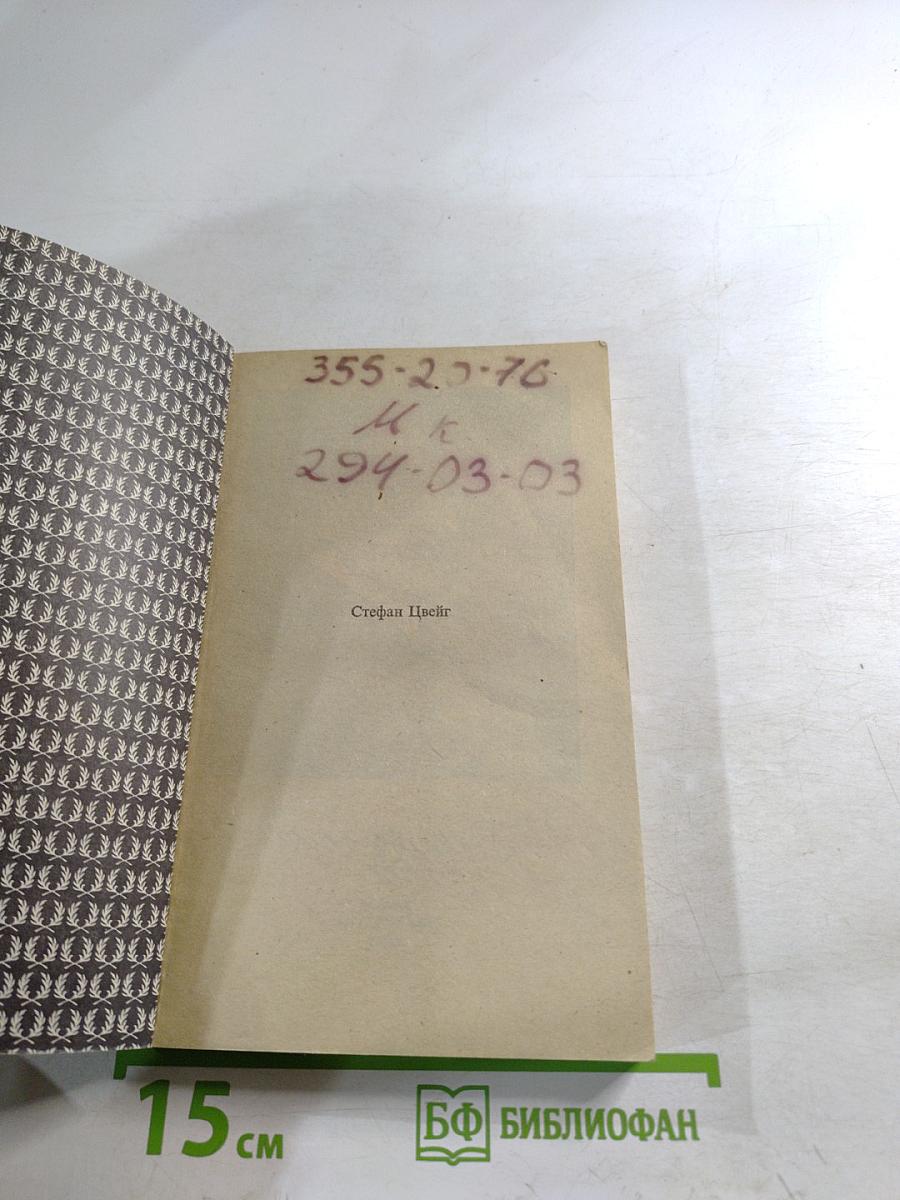 355-20-76
М к
294-03-03
Стефан Цвейг
15 см
БФ БИБЛИОФАН